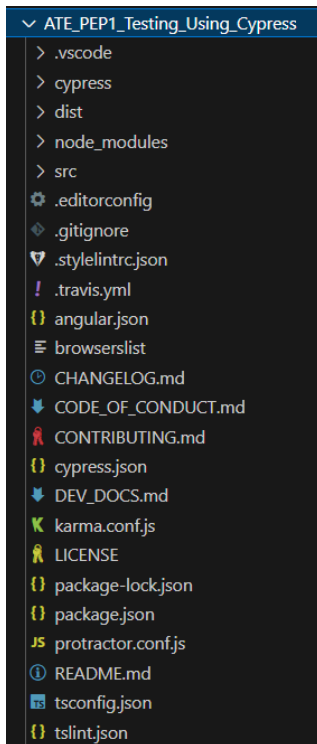 ATE_PEP1_Testing_Using_Cypress
.vscode
cypress
dist
node_modules
src
.editorconfig
.gitignore
.stylelintrc.json
.travis.yml
angular.json
browserslist
CHANGELOG.md
CODE_OF_CONDUCT.md
CONTRIBUTING.md
cypress.json
DEV_DOCS.md
karma.conf.js
LICENSE
package-lock.json
package.json
JS protractor.conf.js
README.md
TS tsconfig.json
tslint.json